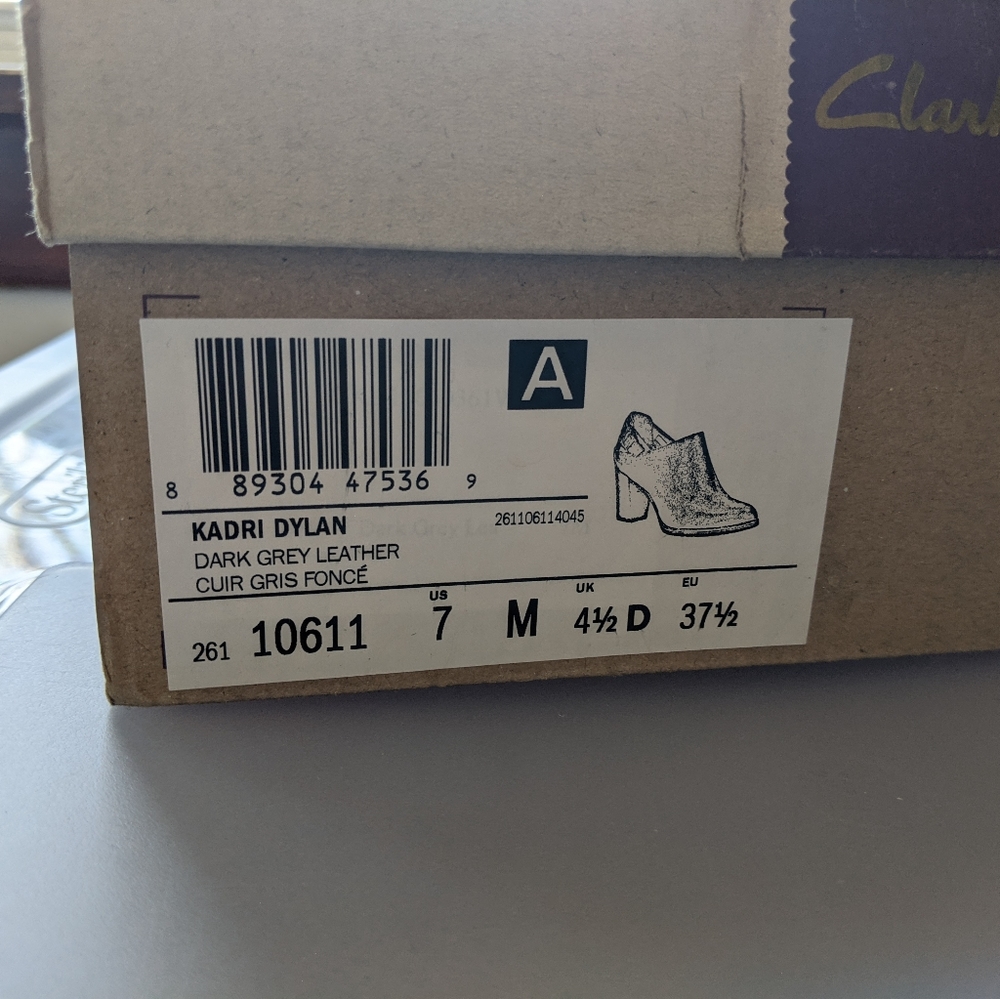 Clark
A
8 89304 47536 9
KADRI DYLAN 261106114045
DARK GREY LEATHER
CUIR GRIS FONCÉ
US UK EU
261 10611 7 M 4½ D 37½